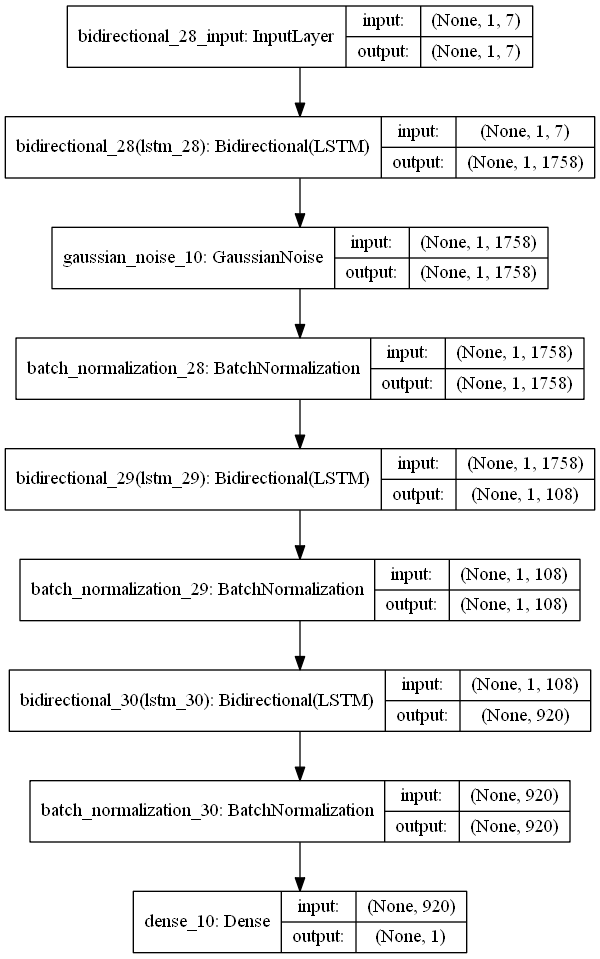 bidirectional_28_input: InputLayer
input: (None, 1, 7)
output: (None, 1, 7)
bidirectional_28(lstm_28): Bidirectional(LSTM)
input: (None, 1, 7)
output: (None, 1, 1758)
gaussian_noise_10: GaussianNoise
input: (None, 1, 1758)
output: (None, 1, 1758)
batch_normalization_28: BatchNormalization
input: (None, 1, 1758)
output: (None, 1, 1758)
bidirectional_29(lstm_29): Bidirectional(LSTM)
input: (None, 1, 1758)
output: (None, 1, 108)
batch_normalization_29: BatchNormalization
input: (None, 1, 108)
output: (None, 1, 108)
bidirectional_30(lstm_30): Bidirectional(LSTM)
input: (None, 1, 108)
output: (None, 920)
batch_normalization_30: BatchNormalization
input: (None, 920)
output: (None, 920)
dense_10: Dense
input: (None, 920)
output: (None, 1)